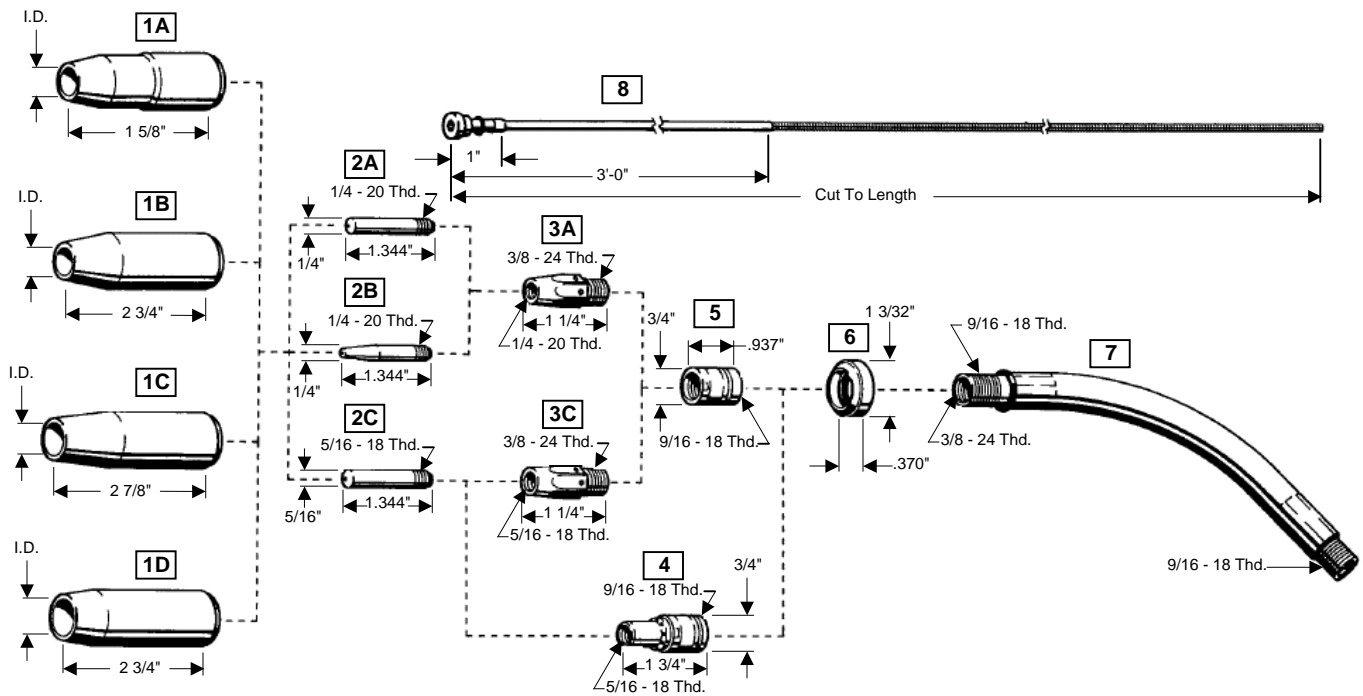 I.D.
1A
1 5/8"
I.D.
1B
2 3/4"
I.D.
1C
2 7/8"
I.D.
1D
2 3/4"
8
1"
3'-0"
Cut To Length
2A
1/4 - 20 Thd.
1/4"
1.344"
2B
1/4 - 20 Thd.
1/4"
1.344"
2C
5/16 - 18 Thd.
5/16"
1.344"
3A
3/8 - 24 Thd.
1 1/4"
1/4 - 20 Thd.
3C
3/8 - 24 Thd.
1 1/4"
5/16 - 18 Thd.
4
9/16 - 18 Thd.
3/4"
1 3/4"
5/16 - 18 Thd.
5
3/4"
.937"
9/16 - 18 Thd.
6
1 3/32"
.370"
7
9/16 - 18 Thd.
3/8 - 24 Thd.
9/16 - 18 Thd.